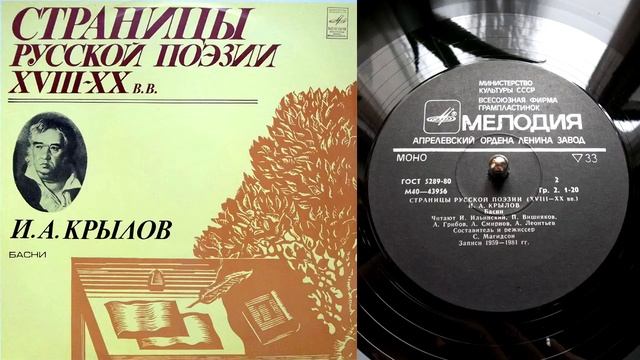 СТРАНИЦЫ
РУССКОЙ ПОЭЗИИ
XVIII-XX В.В.
И.А.КРЫЛОВ
БАСНИ
МИНИСТЕРСТВО
КУЛЬТУРЫ СССР
ВСЕСОЮЗНАЯ ФИРМА
ГРАМПЛАСТИНОК
МЕЛОДИЯ
АПРЕЛЕВСКИЙ ОРДЕНА ЛЕНИНА ЗАВОД
МОНО ▽33
ГОСТ 5289-80 2
М40-43956 Гр. 2. 1-20
СТРАНИЦЫ РУССКОЙ ПОЭЗИИ (XVIII—XX вв.)
И. А. КРЫЛОВ
Басни
Читают И. Ильинский, П. Вишняков,
А. Грибов, А. Смирнов, А. Леонтьев
Составитель и режиссер
С. Магидсон
Записи 1959—1981 гг.